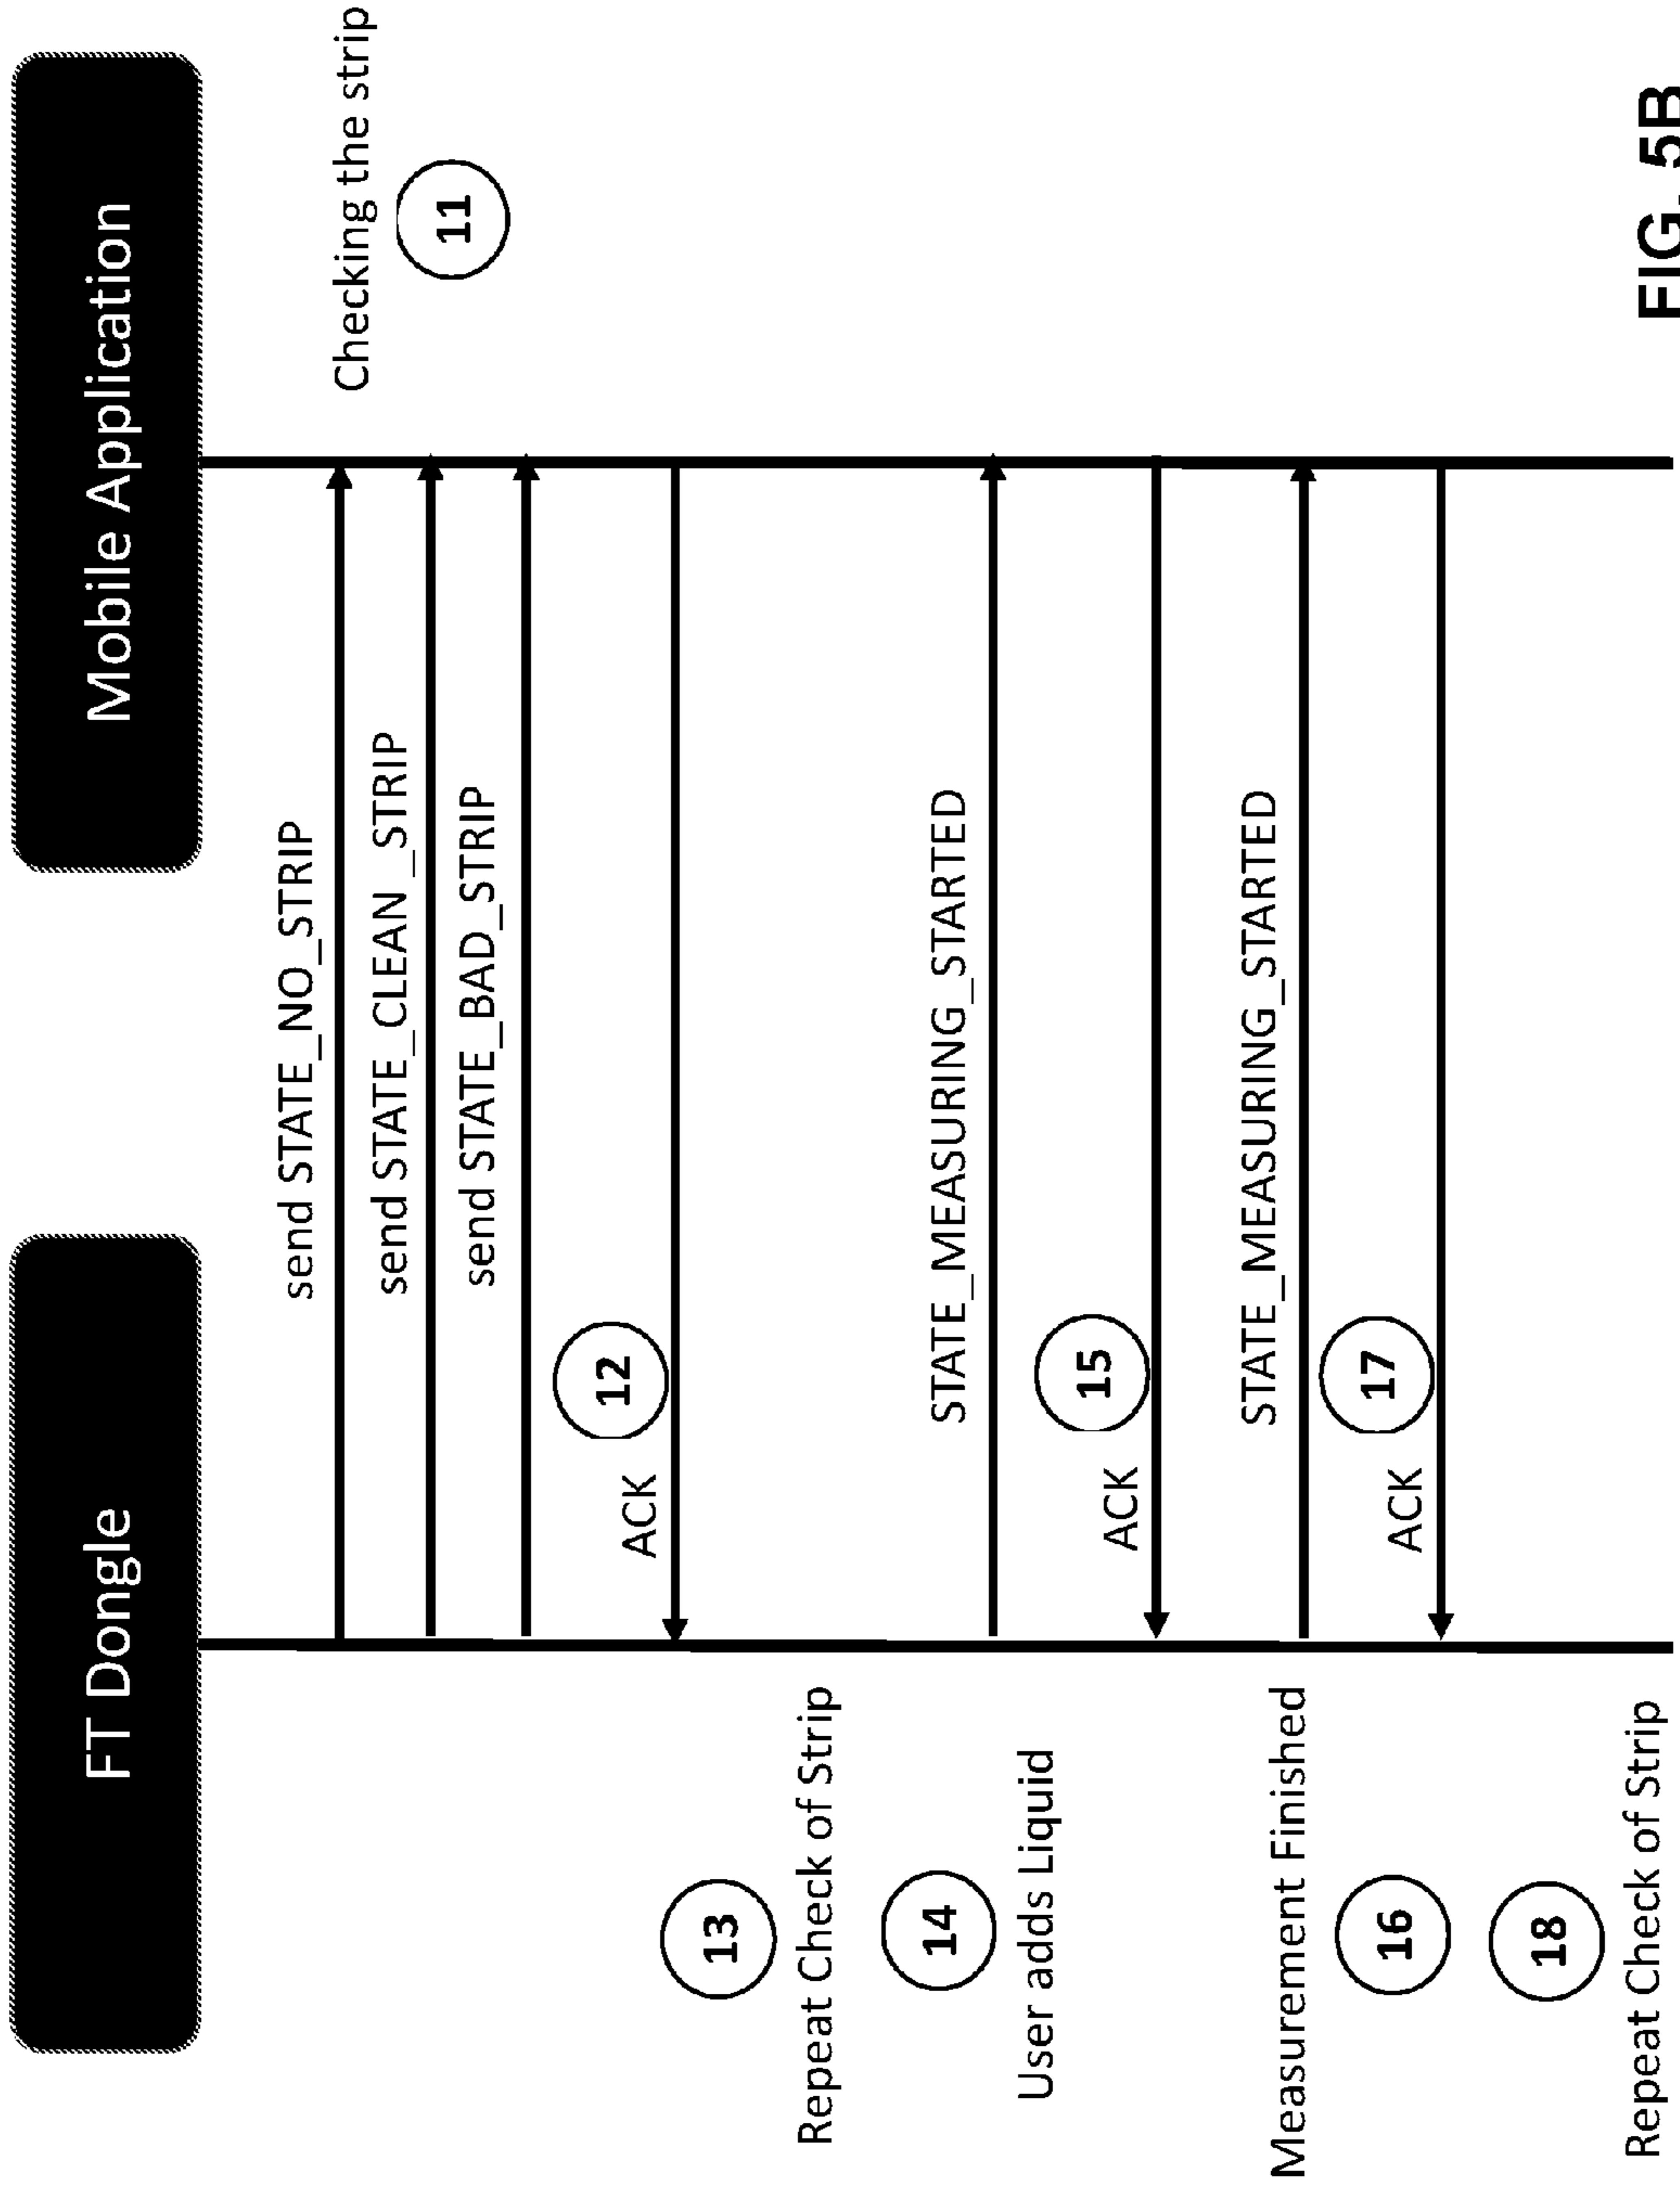 FT Dongle
Mobile Application
send STATE_NO_STRIP
Checking the strip
11
send STATE_CLEAN _STRIP
send STATE_BAD_STRIP
12
ACK
13
Repeat Check of Strip
14
STATE_MEASURING_STARTED
User adds Liquid
15
ACK
STATE_MEASURING_STARTED
Measurement Finished
16
17
ACK
18
Repeat Check of Strip
FIG. 5B